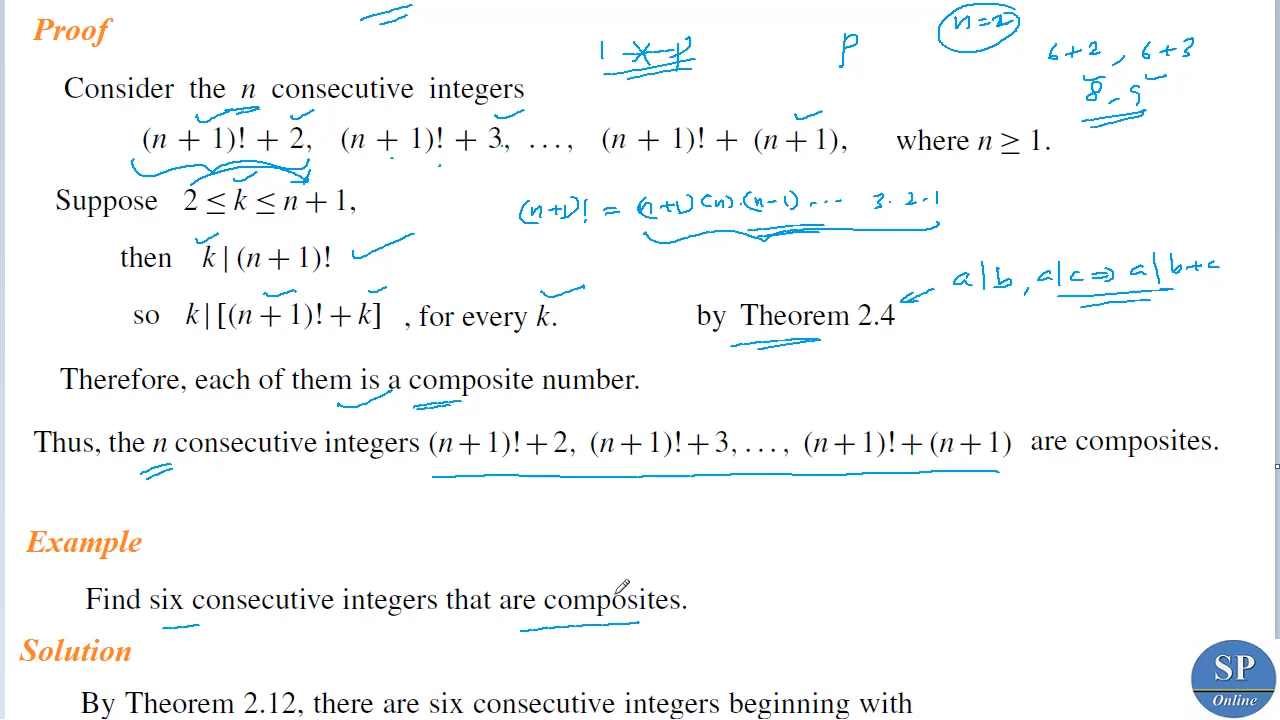 Proof
1 p
p
n=2
6+2, 6+3
8, 9
Consider the n consecutive integers
(n + 1)! + 2, (n + 1)! + 3, ..., (n + 1)! + (n + 1), where n ≥ 1.
Suppose 2 ≤ k ≤ n + 1,
(n+1)! = (n+1)(n).(n-1). ... 3.2.1
then k | (n + 1)!
a|b, a|c ⇒ a|b+c
so k | [(n + 1)! + k] , for every k. by Theorem 2.4
Therefore, each of them is a composite number.
Thus, the n consecutive integers (n + 1)! + 2, (n + 1)! + 3, ..., (n + 1)! + (n + 1) are composites.
Example
Find six consecutive integers that are composites.
Solution
By Theorem 2.12, there are six consecutive integers beginning with
SP
Online